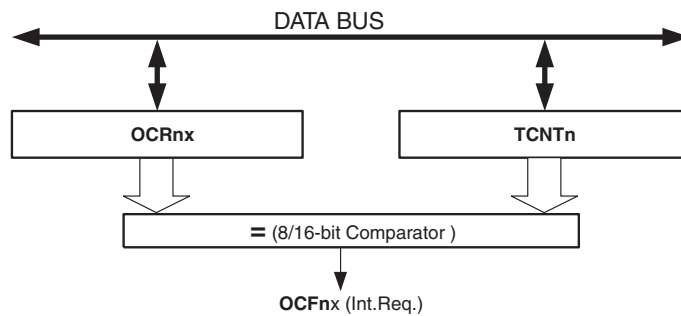 DATA BUS
OCRnx
TCNTn
= (8/16-bit Comparator )
OCFnx (Int.Req.)